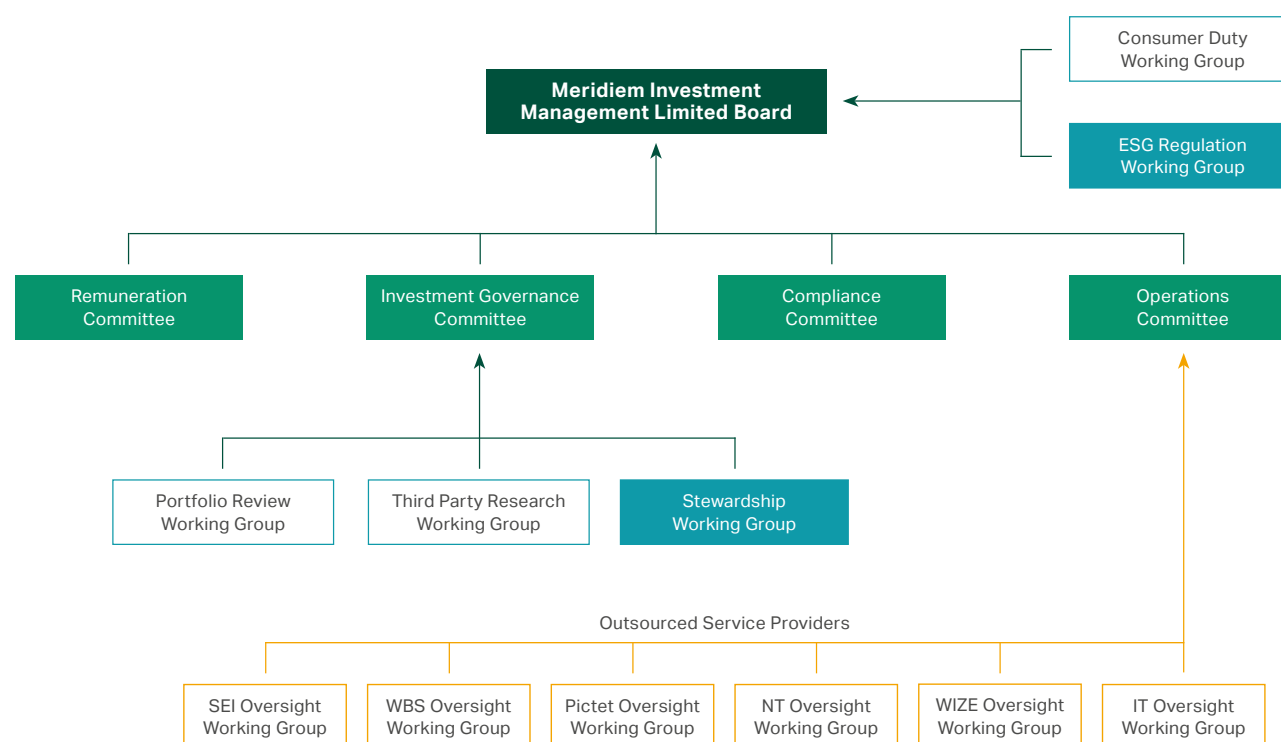 Consumer Duty
Working Group
Meridiem Investment
Management Limited Board
ESG Regulation
Working Group
Remuneration
Committee
Investment Governance
Committee
Compliance
Committee
Operations
Committee
Portfolio Review
Working Group
Third Party Research
Working Group
Stewardship
Working Group
Outsourced Service Providers
SEI Oversight
Working Group
WBS Oversight
Working Group
Pictet Oversight
Working Group
NT Oversight
Working Group
WIZE Oversight
Working Group
IT Oversight
Working Group